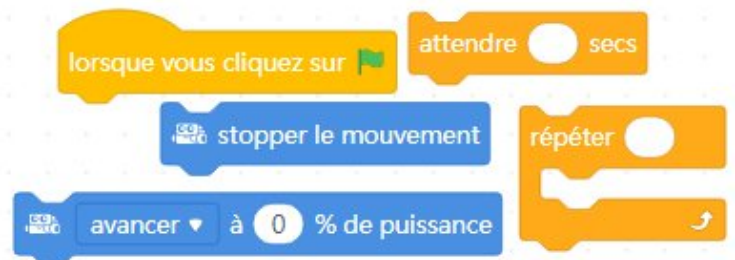 attendre secs
lorsque vous cliquez sur
stopper le mouvement
répéter
avancer à 0 % de puissance